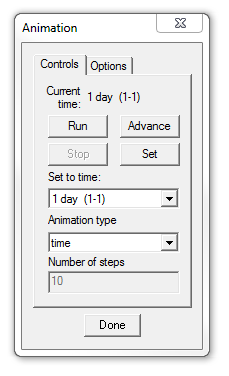 Animation
Controls Options
Current time: 1 day (1-1)
Run Advance
Stop Set
Set to time:
1 day (1-1)
Animation type
time
Number of steps
10
Done